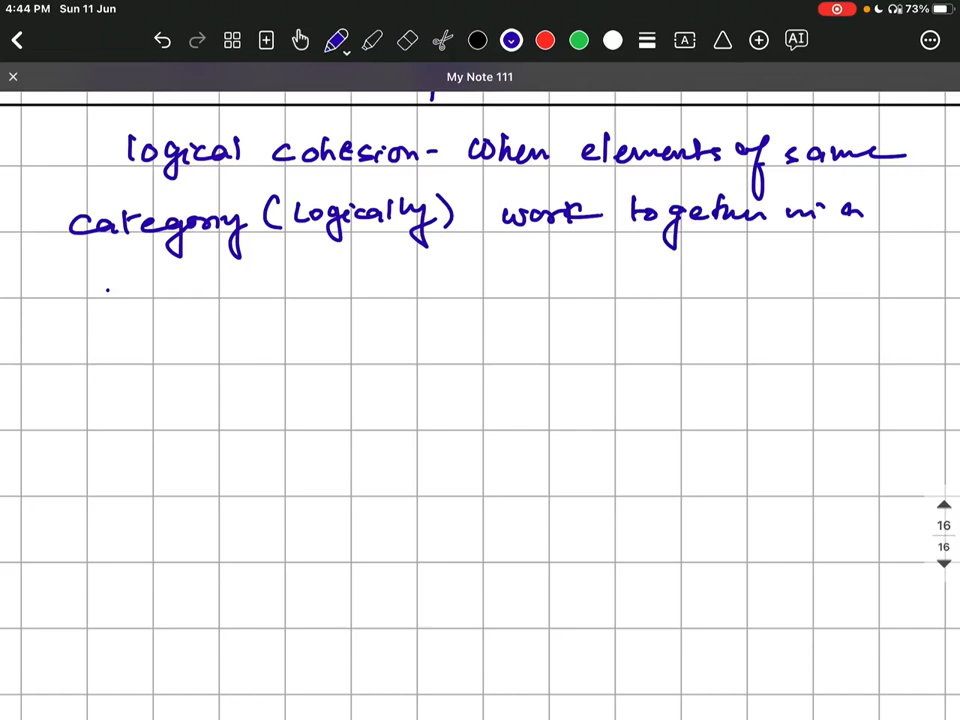 4:44 PM Sun 11 Jun 73%
A AI
My Note 111
logical cohesion - when elements of same
category (Logically) work together in a
16
16